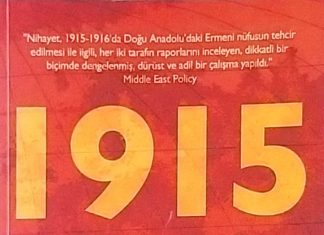 "Nihayet, 1915-1916'da Doğu Anadolu'daki Ermeni nüfusun tehcir
edilmesi ile ilgili, her iki tarafın raporlarını inceleyen, dikkatli bir
biçimde dengelenmiş, dürüst ve adil bir çalışma yapıldı."
Middle East Policy
1915